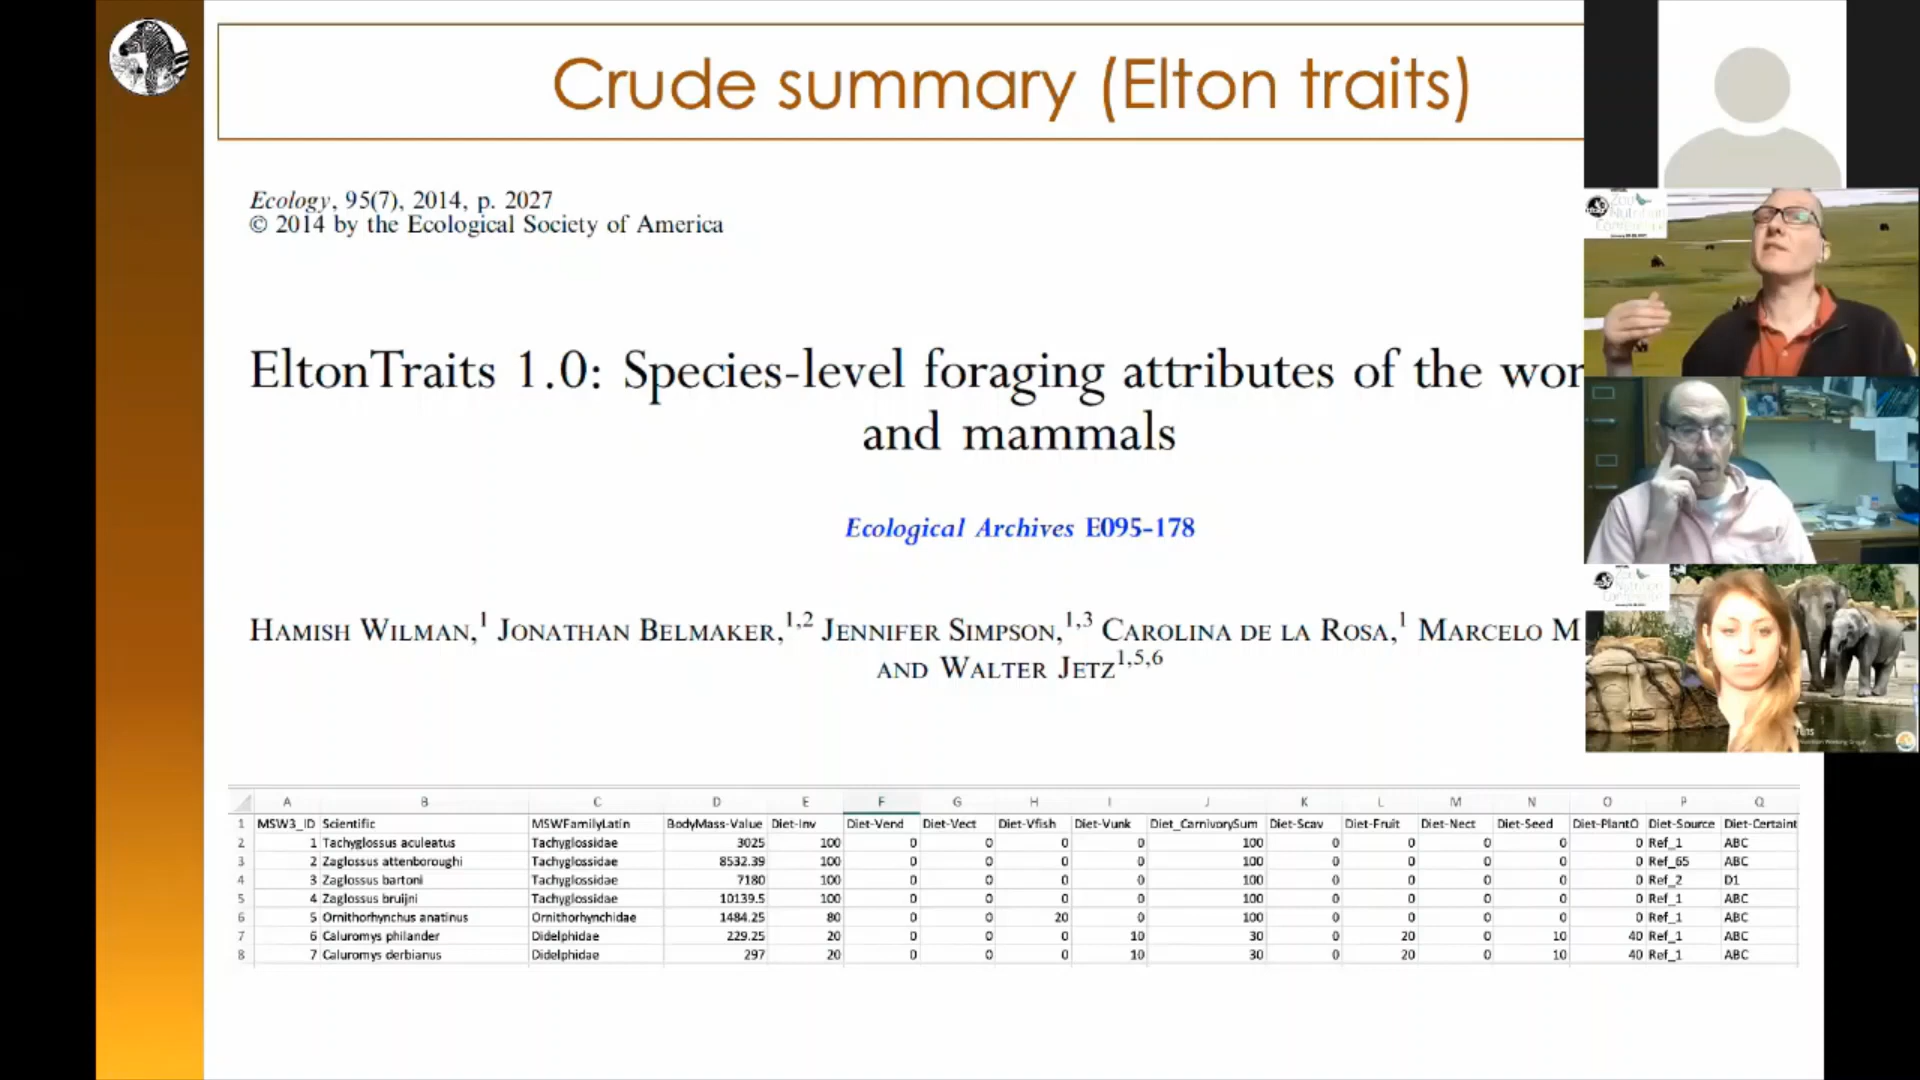 Crude summary (Elton traits)
Ecology, 95(7), 2014, p. 2027
© 2014 by the Ecological Society of America
EltonTraits 1.0: Species-level foraging attributes of the wor
and mammals
Ecological Archives E095-178
HAMISH WILMAN,1 JONATHAN BELMAKER,1,2 JENNIFER SIMPSON,1,3 CAROLINA DE LA ROSA,1 MARCELO M
AND WALTER JETZ1,5,6
Zoo
Nutrition
Conference
Zoo
Nutrition
Conference
A B C D E F G H I J K L M N O P Q
1 MSW3_ID Scientific MSWFamilyLatin BodyMass-Value Diet-Inv Diet-Vend Diet-Vect Diet-Vfish Diet-Vunk Diet_CarnivorySum Diet-Scav Diet-Fruit Diet-Nect Diet-Seed Diet-PlantO Diet-Source Diet-Certaint
2 1 Tachyglossus aculeatus Tachyglossidae 3025 100 0 0 0 0 100 0 0 0 0 0 Ref_1 ABC
3 2 Zaglossus attenboroughi Tachyglossidae 8532.39 100 0 0 0 0 100 0 0 0 0 0 Ref_65 ABC
4 3 Zaglossus bartoni Tachyglossidae 7180 100 0 0 0 0 100 0 0 0 0 0 Ref_2 D1
5 4 Zaglossus bruijni Tachyglossidae 10139.5 100 0 0 0 0 100 0 0 0 0 0 Ref_1 ABC
6 5 Ornithorhynchus anatinus Ornithorhynchidae 1484.25 80 0 0 20 0 100 0 0 0 0 0 Ref_1 ABC
7 6 Caluromys philander Didelphidae 229.25 20 0 0 0 10 30 0 20 0 10 40 Ref_1 ABC
8 7 Caluromys derbianus Didelphidae 297 20 0 0 0 10 30 0 20 0 10 40 Ref_1 ABC